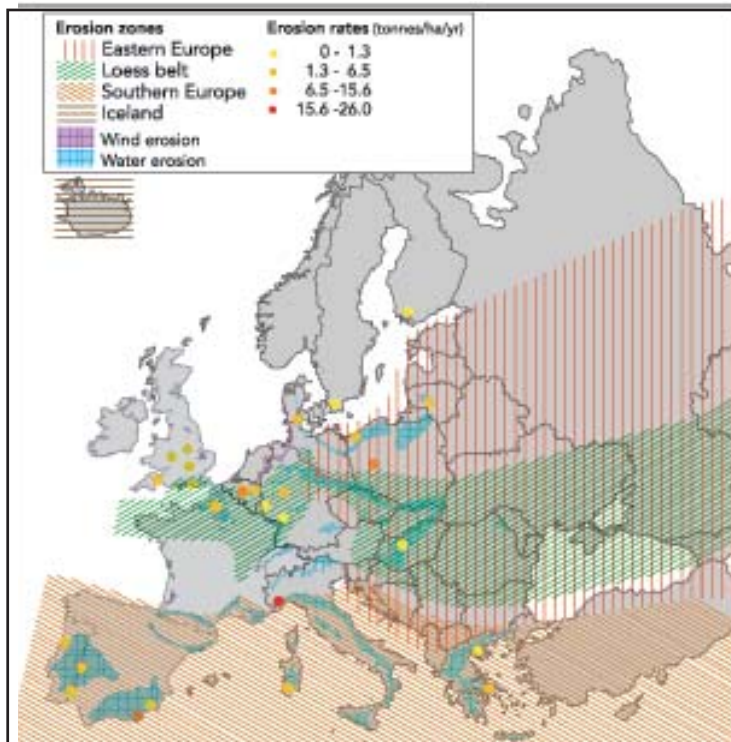 Erosion zones
Eastern Europe
Loess belt
Southern Europe
Iceland
Wind erosion
Water erosion
Erosion rates (tonnes/ha/yr)
0 - 1.3
1.3 - 6.5
6.5 -15.6
15.6 -26.0